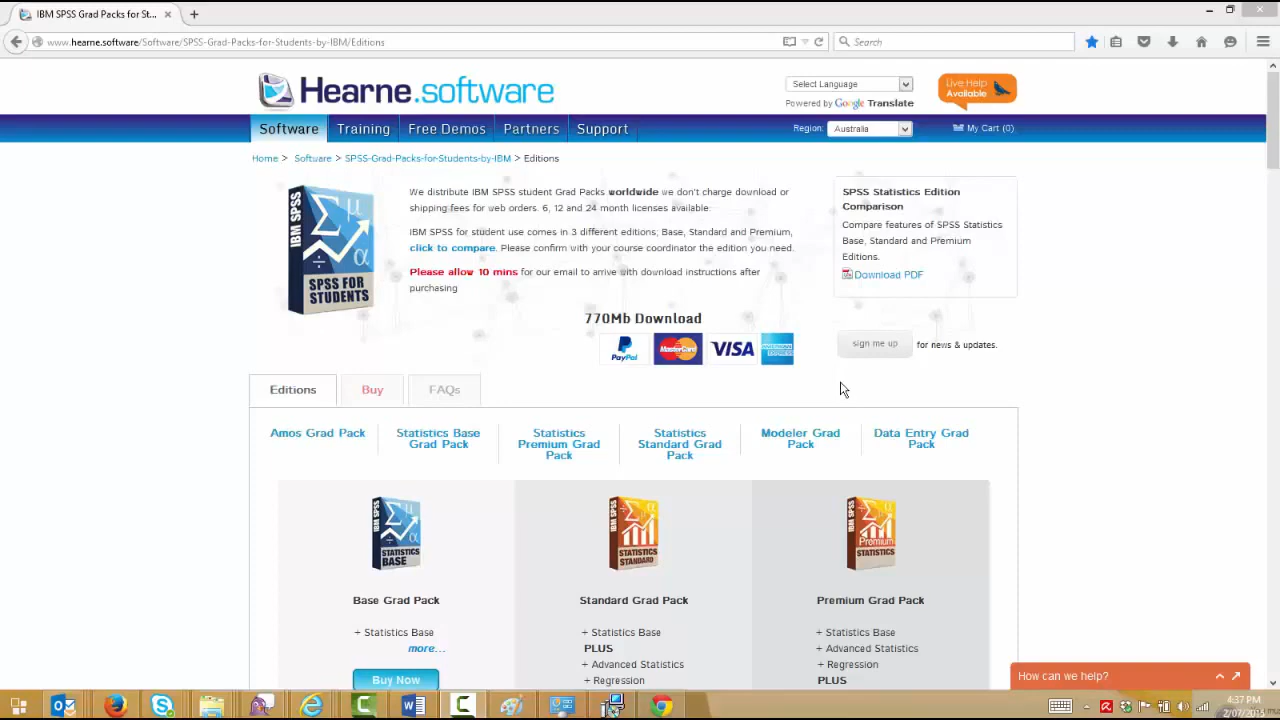 IBM SPSS Grad Packs for St...
www.hearne.software/Software/SPSS-Grad-Packs-for-Students-by-IBM/Editions
Search
Hearne.software
Select Language
Powered by Google Translate
Live Help
Available
Software Training Free Demos Partners Support
Region: Australia
My Cart (0)
Home > Software > SPSS-Grad-Packs-for-Students-by-IBM > Editions
IBM SPSS
Σ μ
÷ α
SPSS FOR
STUDENTS
We distribute IBM SPSS student Grad Packs worldwide we don't charge download or
shipping fees for web orders. 6, 12 and 24 month licenses available:
IBM SPSS for student use comes in 3 different editions; Base, Standard and Premium,
click to compare. Please confirm with your course coordinator the edition you need.
Please allow 10 mins for our email to arrive with download instructions after
purchasing
770Mb Download
PayPal MasterCard VISA AMERICAN EXPRESS
SPSS Statistics Edition
Comparison
Compare features of SPSS Statistics
Base, Standard and Premium
Editions.
Download PDF
sign me up for news & updates.
Editions Buy FAQs
Amos Grad Pack
Statistics Base
Grad Pack
Statistics
Premium Grad
Pack
Statistics
Standard Grad
Pack
Modeler Grad
Pack
Data Entry Grad
Pack
IBM SPSS
STATISTICS
BASE
Base Grad Pack
+ Statistics Base
more...
Buy Now
IBM SPSS
STATISTICS
STANDARD
Standard Grad Pack
+ Statistics Base
PLUS
+ Advanced Statistics
+ Regression
IBM SPSS
Premium
STATISTICS
Premium Grad Pack
+ Statistics Base
+ Advanced Statistics
+ Regression
PLUS
How can we help?
4:37 PM